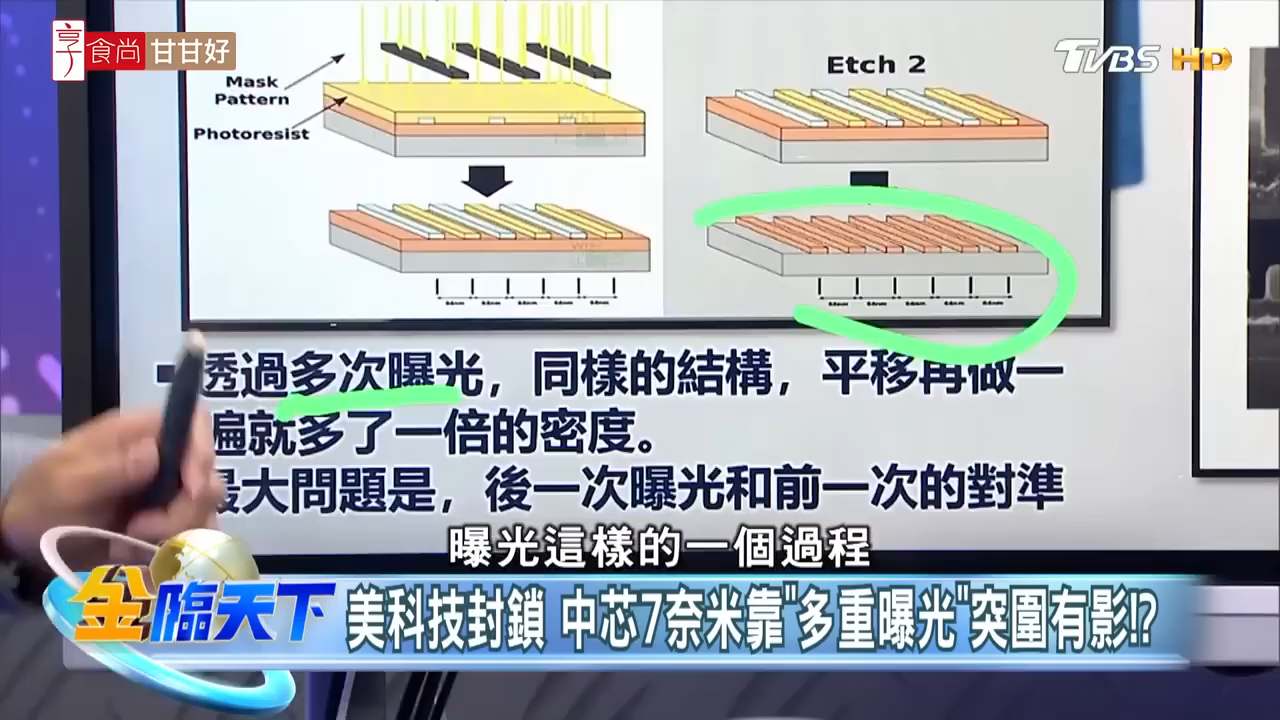 享食尚 甘甘好
TVBS HD
Mask
Pattern
Photoresist
Etch 2
透過多次曝光，同樣的結構，平移再做一
遍就多了一倍的密度。
最大問題是，後一次曝光和前一次的對準
曝光這樣的一個過程
金臨天下
美科技封鎖 中芯7奈米靠"多重曝光"突圍有影!?